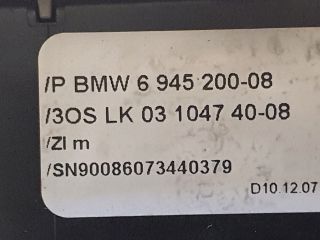 /P BMW 6 945 200-08
/3OS LK 03 1047 40-08
/ZI m
/SN90086073440379
D10.12.07